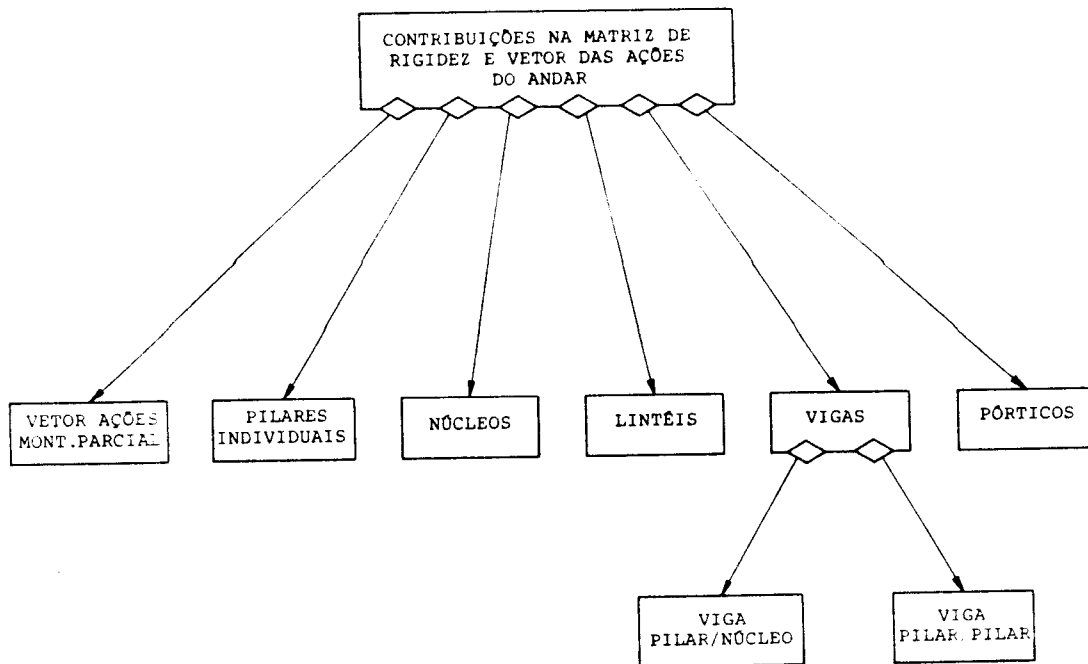 CONTRIBUIÇÕES NA MATRIZ DE
RIGIDEZ E VETOR DAS AÇÕES
DO ANDAR
VETOR AÇÕES
MONT.PARCIAL
PILARES
INDIVIDUAIS
NÚCLEOS
LINTÉIS
VIGAS
PÓRTICOS
VIGA
PILAR/NÚCLEO
VIGA
PILAR. PILAR